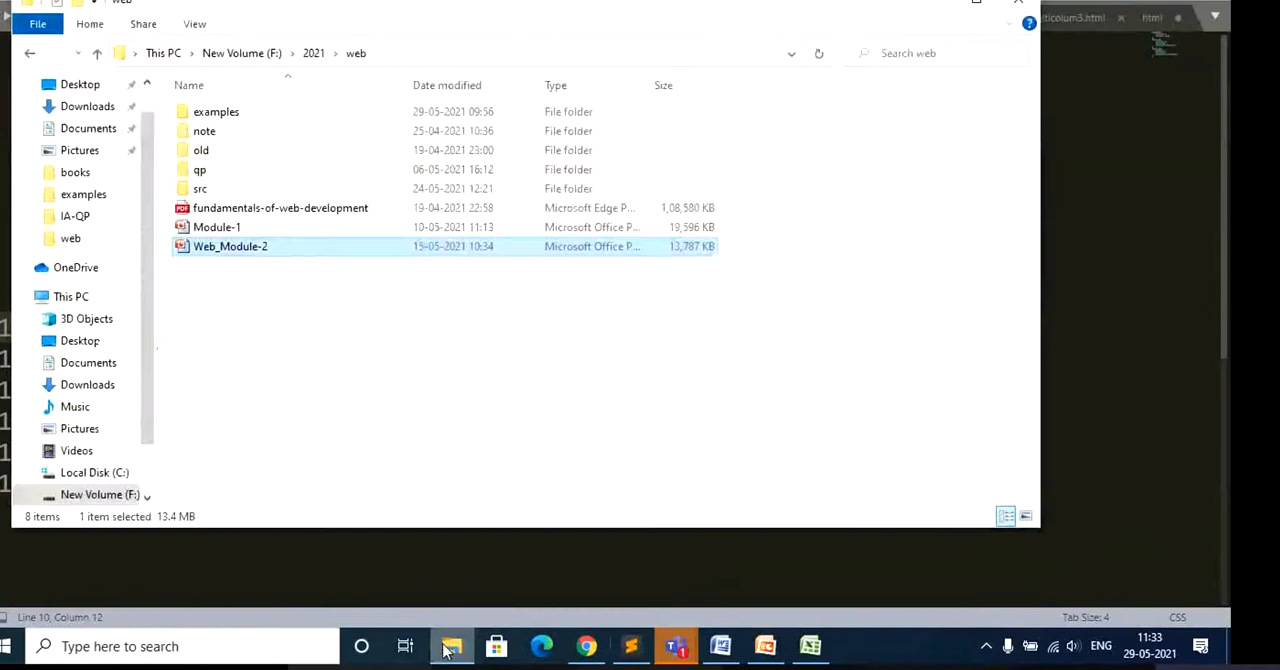 web
File Home Share View
lticolum3.html html
This PC New Volume (F:) 2021 web Search web
Name Date modified Type Size
Desktop
Downloads
Documents
Pictures
books
examples
IA-QP
web
OneDrive
This PC
3D Objects
Desktop
Documents
Downloads
Music
Pictures
Videos
Local Disk (C:)
New Volume (F:)
examples 29-05-2021 09:56 File folder
note 25-04-2021 10:36 File folder
old 19-04-2021 23:00 File folder
qp 06-05-2021 16:12 File folder
src 24-05-2021 12:21 File folder
fundamentals-of-web-development 19-04-2021 22:58 Microsoft Edge P... 1,08,580 KB
Module-1 10-05-2021 11:13 Microsoft Office P... 19,596 KB
Web_Module-2 15-05-2021 10:34 Microsoft Office P... 13,787 KB
8 items 1 item selected 13.4 MB
Line 10, Column 12 Tab Size: 4 CSS
Type here to search
ENG
11:33
29-05-2021